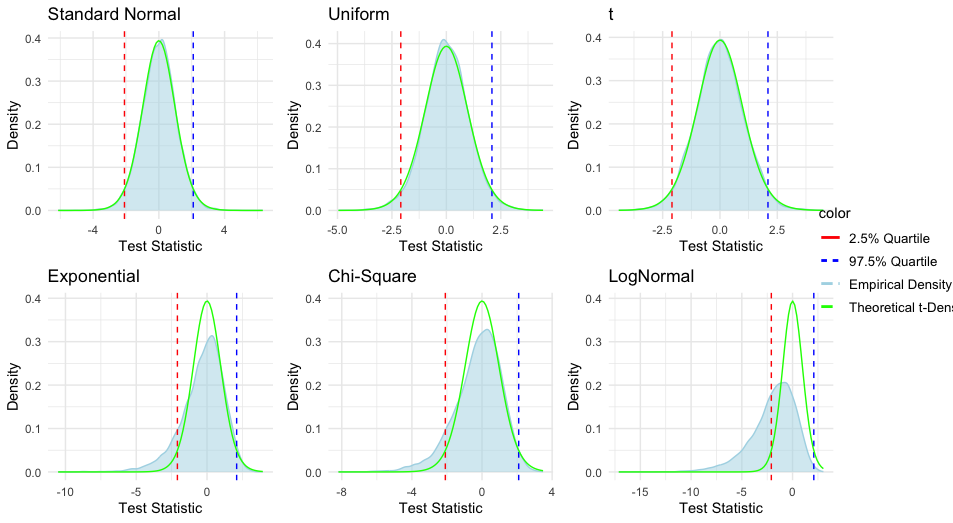 Standard Normal
Uniform
t
Density
0.4
0.3
0.2
0.1
0.0
-4
0
4
Test Statistic
Density
0.4
0.3
0.2
0.1
0.0
-5.0
-2.5
0.0
2.5
Test Statistic
Density
0.4
0.3
0.2
0.1
0.0
-2.5
0.0
2.5
Test Statistic
color
2.5% Quartile
97.5% Quartile
Empirical Density
Theoretical t-Dens
Exponential
Chi-Square
LogNormal
Density
0.4
0.3
0.2
0.1
0.0
-10
-5
0
Test Statistic
Density
0.4
0.3
0.2
0.1
0.0
-8
-4
0
4
Test Statistic
Density
0.4
0.3
0.2
0.1
0.0
-15
-10
-5
0
Test Statistic